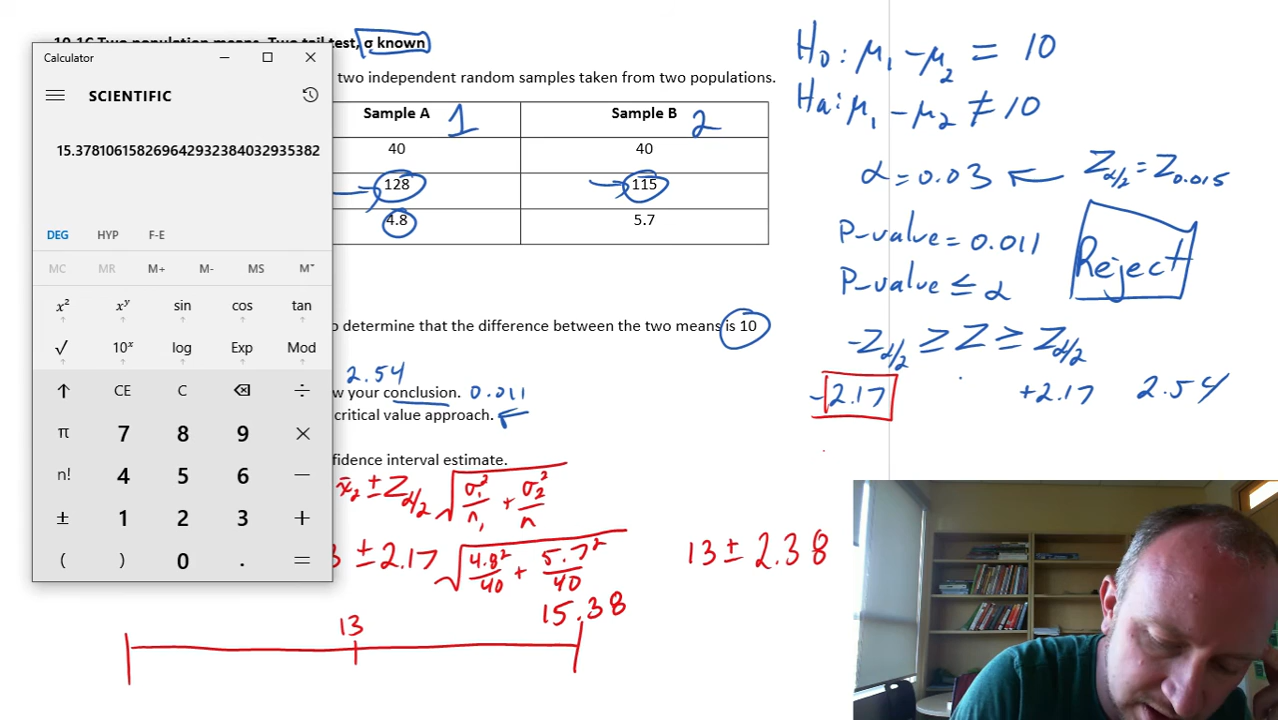 10-1C Two population means, Two tail test, σ known
Calculator
SCIENTIFIC
15.378106158269642932384032935382
DEG HYP F-E
MC MR M+ M- MS M˅
x² xʸ sin cos tan
√ 10ˣ log Exp Mod
↑ CE C ⌫ ÷
π 7 8 9 ×
n! 4 5 6 −
± 1 2 3 +
( ) 0 . =
two independent random samples taken from two populations.
Sample A 1 Sample B 2
40 40
128 115
4.8 5.7
determine that the difference between the two means is 10
2.54
w your conclusion. 0.011
critical value approach.
fidence interval estimate.
x̄₂ ± Zα/2 √σ₁²/n₁ + σ₂²/n
3 ± 2.17 √4.8²/40 + 5.7²/40
13 ± 2.38
15.38
13
H0: μ₁ − μ₂ = 10
Ha: μ₁ − μ₂ ≠ 10
α = 0.03 ← Zα/2 = Z0.015
P-value = 0.011
P-value ≤ α
Reject
-Zα/2 ≥ Z ≥ Zα/2
-2.17 +2.17 2.54